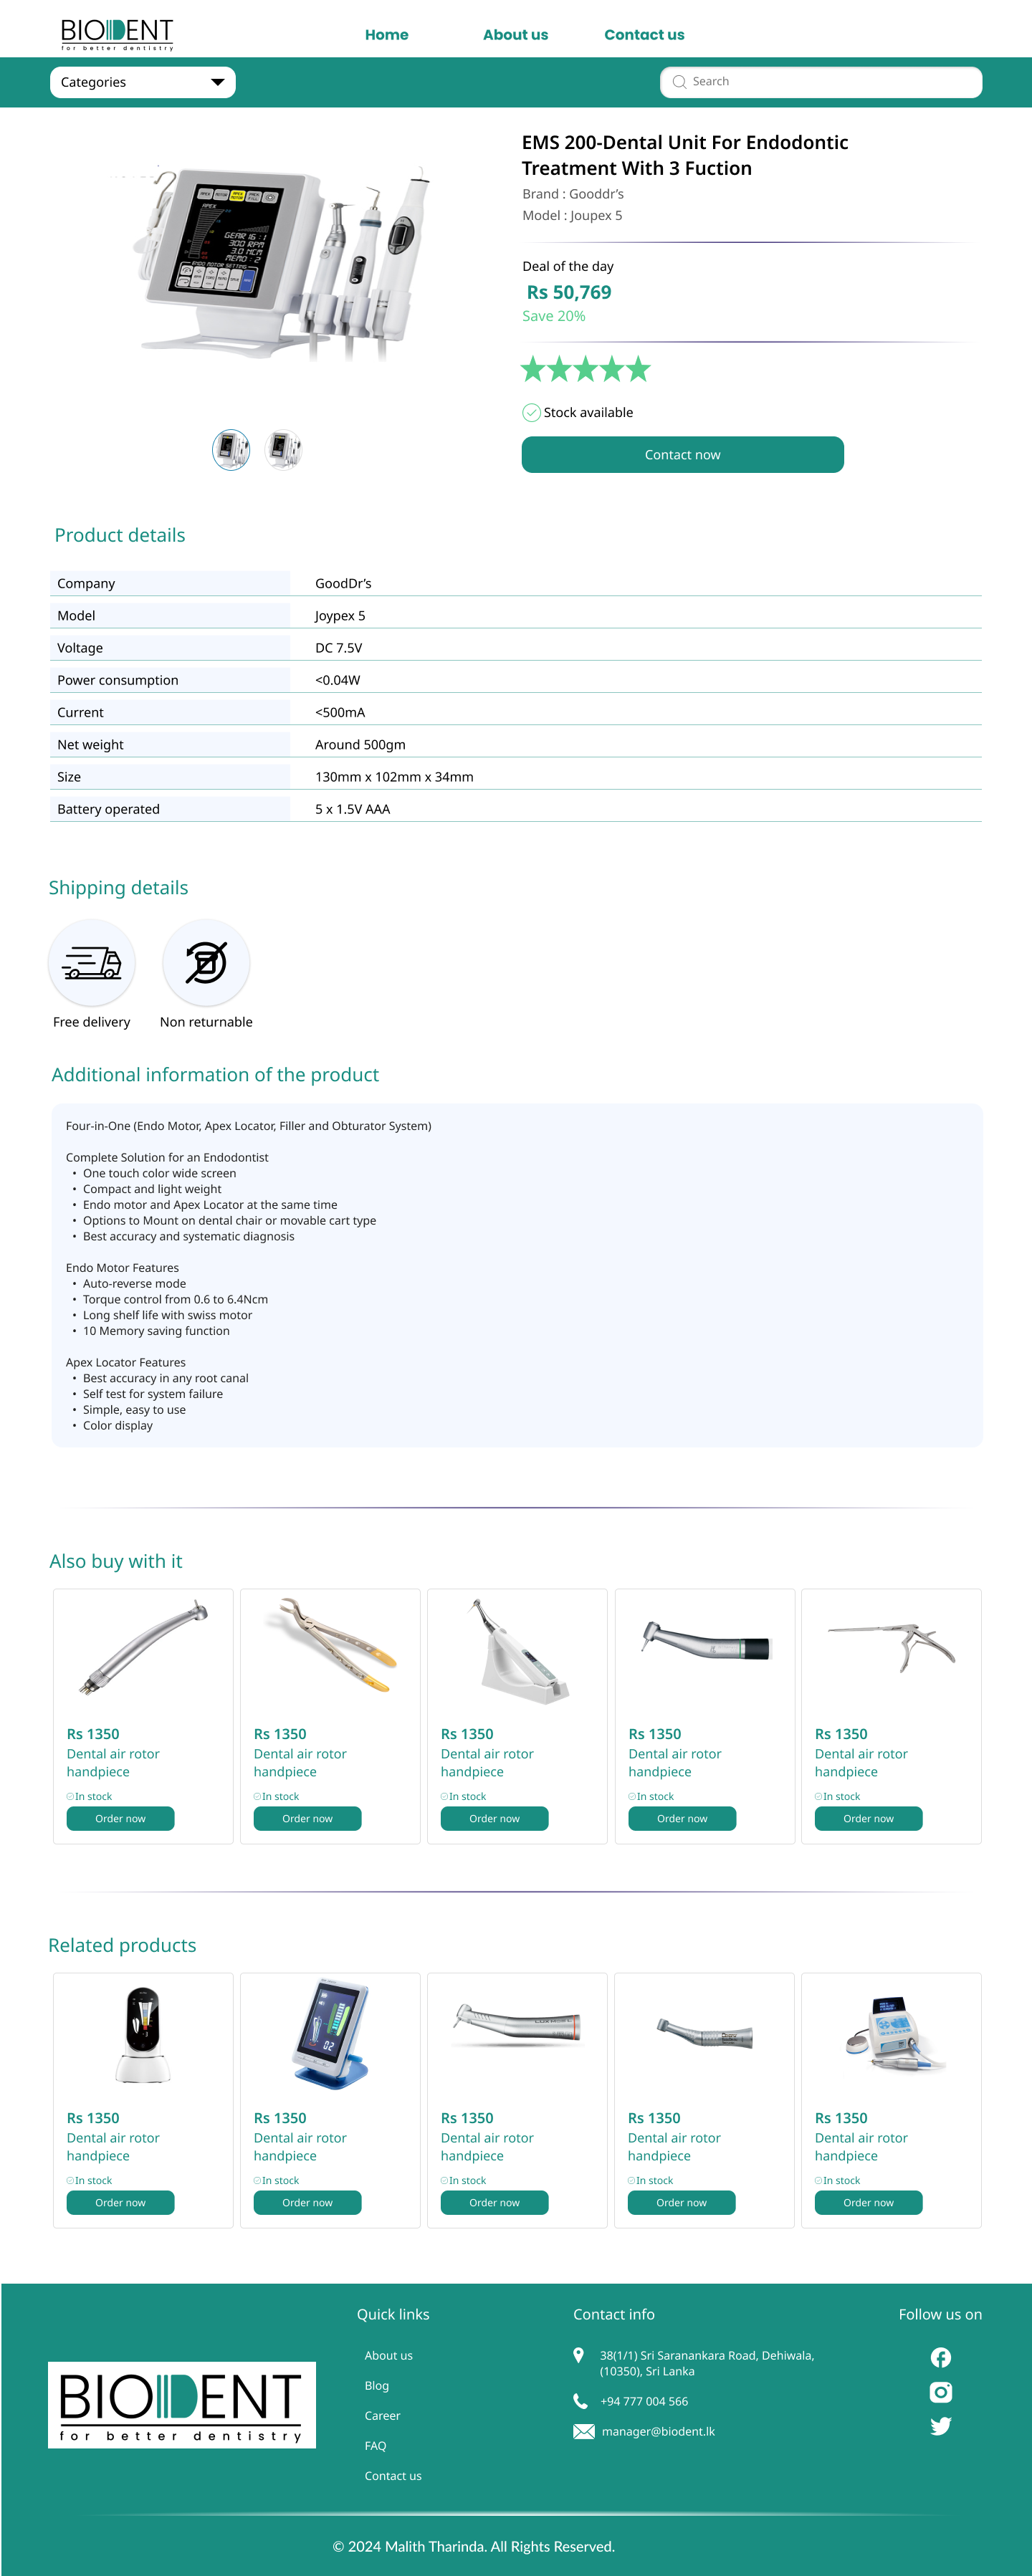 BIODENT
for better dentistry
Home
About us
Contact us
Categories
Search
EMS 200-Dental Unit For Endodontic
Treatment With 3 Fuction
Brand : Gooddr’s
Model : Joupex 5
APEX
GEAR 16 : 1
300 RPM
3.0 NCM
MEMO : 2
ENDO MOTOR SETTING
Deal of the day
Rs 50,769
Save 20%
Stock available
Contact now
Product details
Company
GoodDr’s
Model
Joypex 5
Voltage
DC 7.5V
Power consumption
<0.04W
Current
<500mA
Net weight
Around 500gm
Size
130mm x 102mm x 34mm
Battery operated
5 x 1.5V AAA
Shipping details
Free delivery
Non returnable
Additional information of the product
Four-in-One (Endo Motor, Apex Locator, Filler and Obturator System)
Complete Solution for an Endodontist
• One touch color wide screen
• Compact and light weight
• Endo motor and Apex Locator at the same time
• Options to Mount on dental chair or movable cart type
• Best accuracy and systematic diagnosis
Endo Motor Features
• Auto-reverse mode
• Torque control from 0.6 to 6.4Ncm
• Long shelf life with swiss motor
• 10 Memory saving function
Apex Locator Features
• Best accuracy in any root canal
• Self test for system failure
• Simple, easy to use
• Color display
Also buy with it
Rs 1350
Dental air rotor
handpiece
In stock
Order now
Rs 1350
Dental air rotor
handpiece
In stock
Order now
Rs 1350
Dental air rotor
handpiece
In stock
Order now
Rs 1350
Dental air rotor
handpiece
In stock
Order now
Rs 1350
Dental air rotor
handpiece
In stock
Order now
Related products
Rs 1350
Dental air rotor
handpiece
In stock
Order now
02
Rs 1350
Dental air rotor
handpiece
In stock
Order now
Rs 1350
Dental air rotor
handpiece
In stock
Order now
Rs 1350
Dental air rotor
handpiece
In stock
Order now
Rs 1350
Dental air rotor
handpiece
In stock
Order now
BIODENT
for better dentistry
Quick links
About us
Blog
Career
FAQ
Contact us
Contact info
38(1/1) Sri Saranankara Road, Dehiwala,
(10350), Sri Lanka
+94 777 004 566
manager@biodent.lk
Follow us on
© 2024 Malith Tharinda. All Rights Reserved.